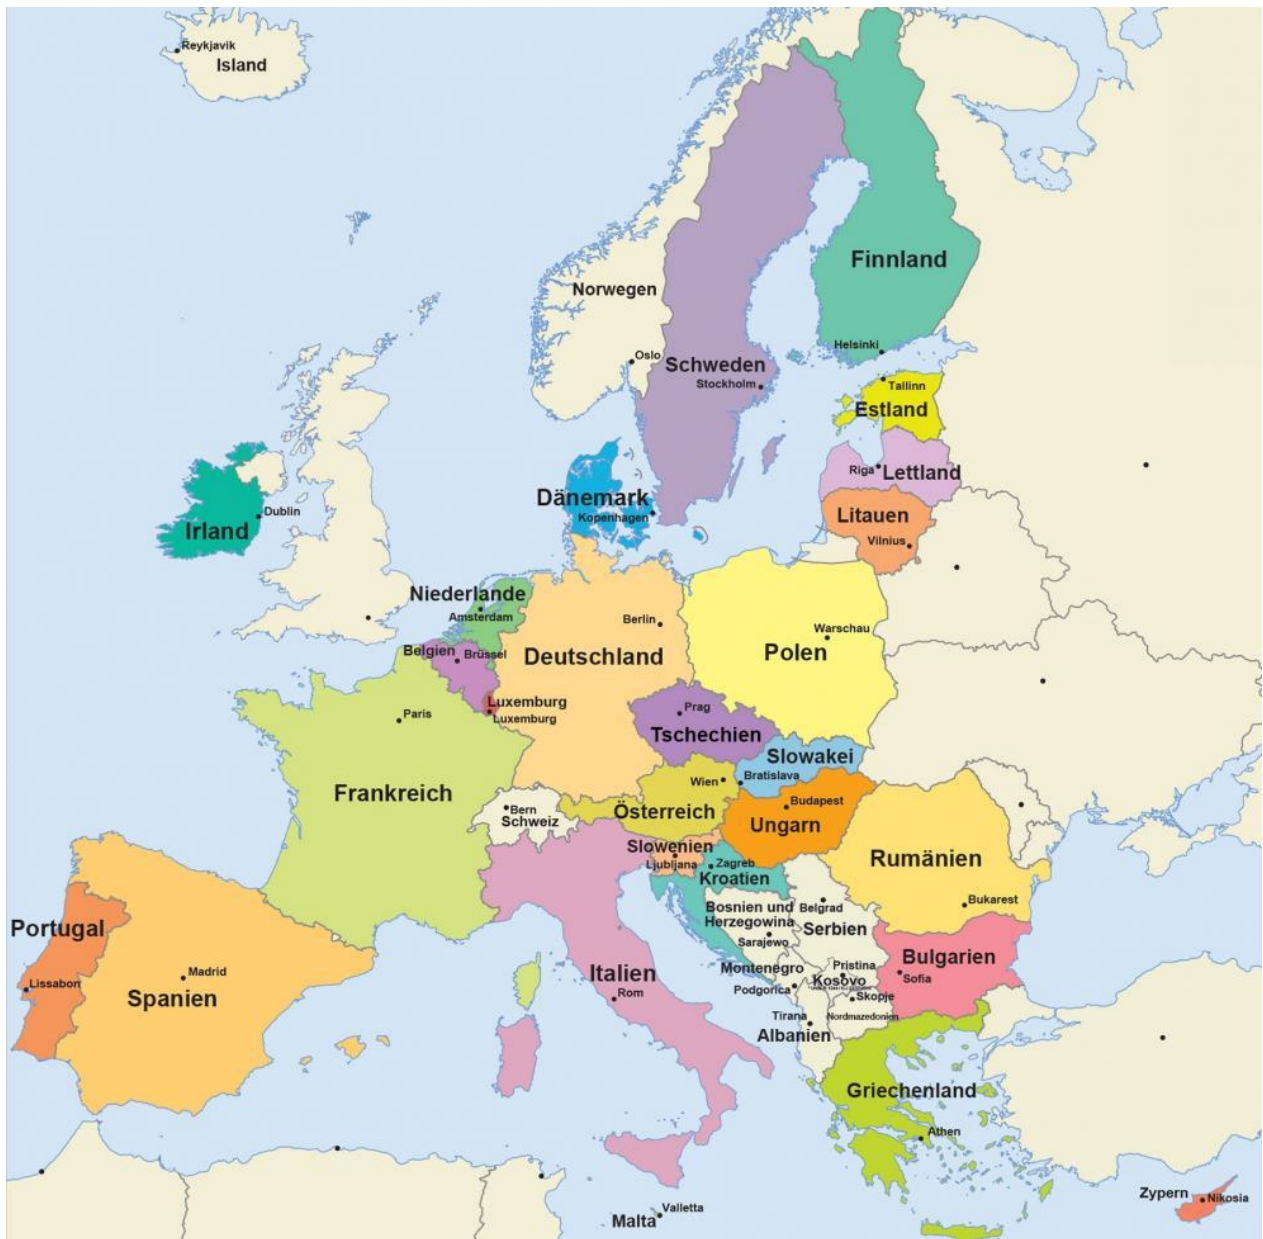 Reykjavik
Island
Finnland
Norwegen
Helsinki
Oslo
Schweden
Stockholm
Tallinn
Estland
Riga
Lettland
Dänemark
Kopenhagen
Litauen
Vilnius
Dublin
Irland
Niederlande
Amsterdam
Berlin
Warschau
Belgien
Brüssel
Deutschland
Polen
Luxemburg
Luxemburg
Paris
Prag
Tschechien
Slowakei
Bratislava
Wien
Frankreich
Bern
Schweiz
Österreich
Budapest
Ungarn
Slowenien
Ljubljana
Zagreb
Kroatien
Rumänien
Bukarest
Bosnien und
Herzegowina
Sarajewo
Belgrad
Serbien
Portugal
Lissabon
Madrid
Spanien
Italien
Rom
Montenegro
Podgorica
Pristina
Kosovo
Bulgarien
Sofia
Skopje
Nordmazedonien
Tirana
Albanien
Griechenland
Athen
Zypern
Nikosia
Valletta
Malta